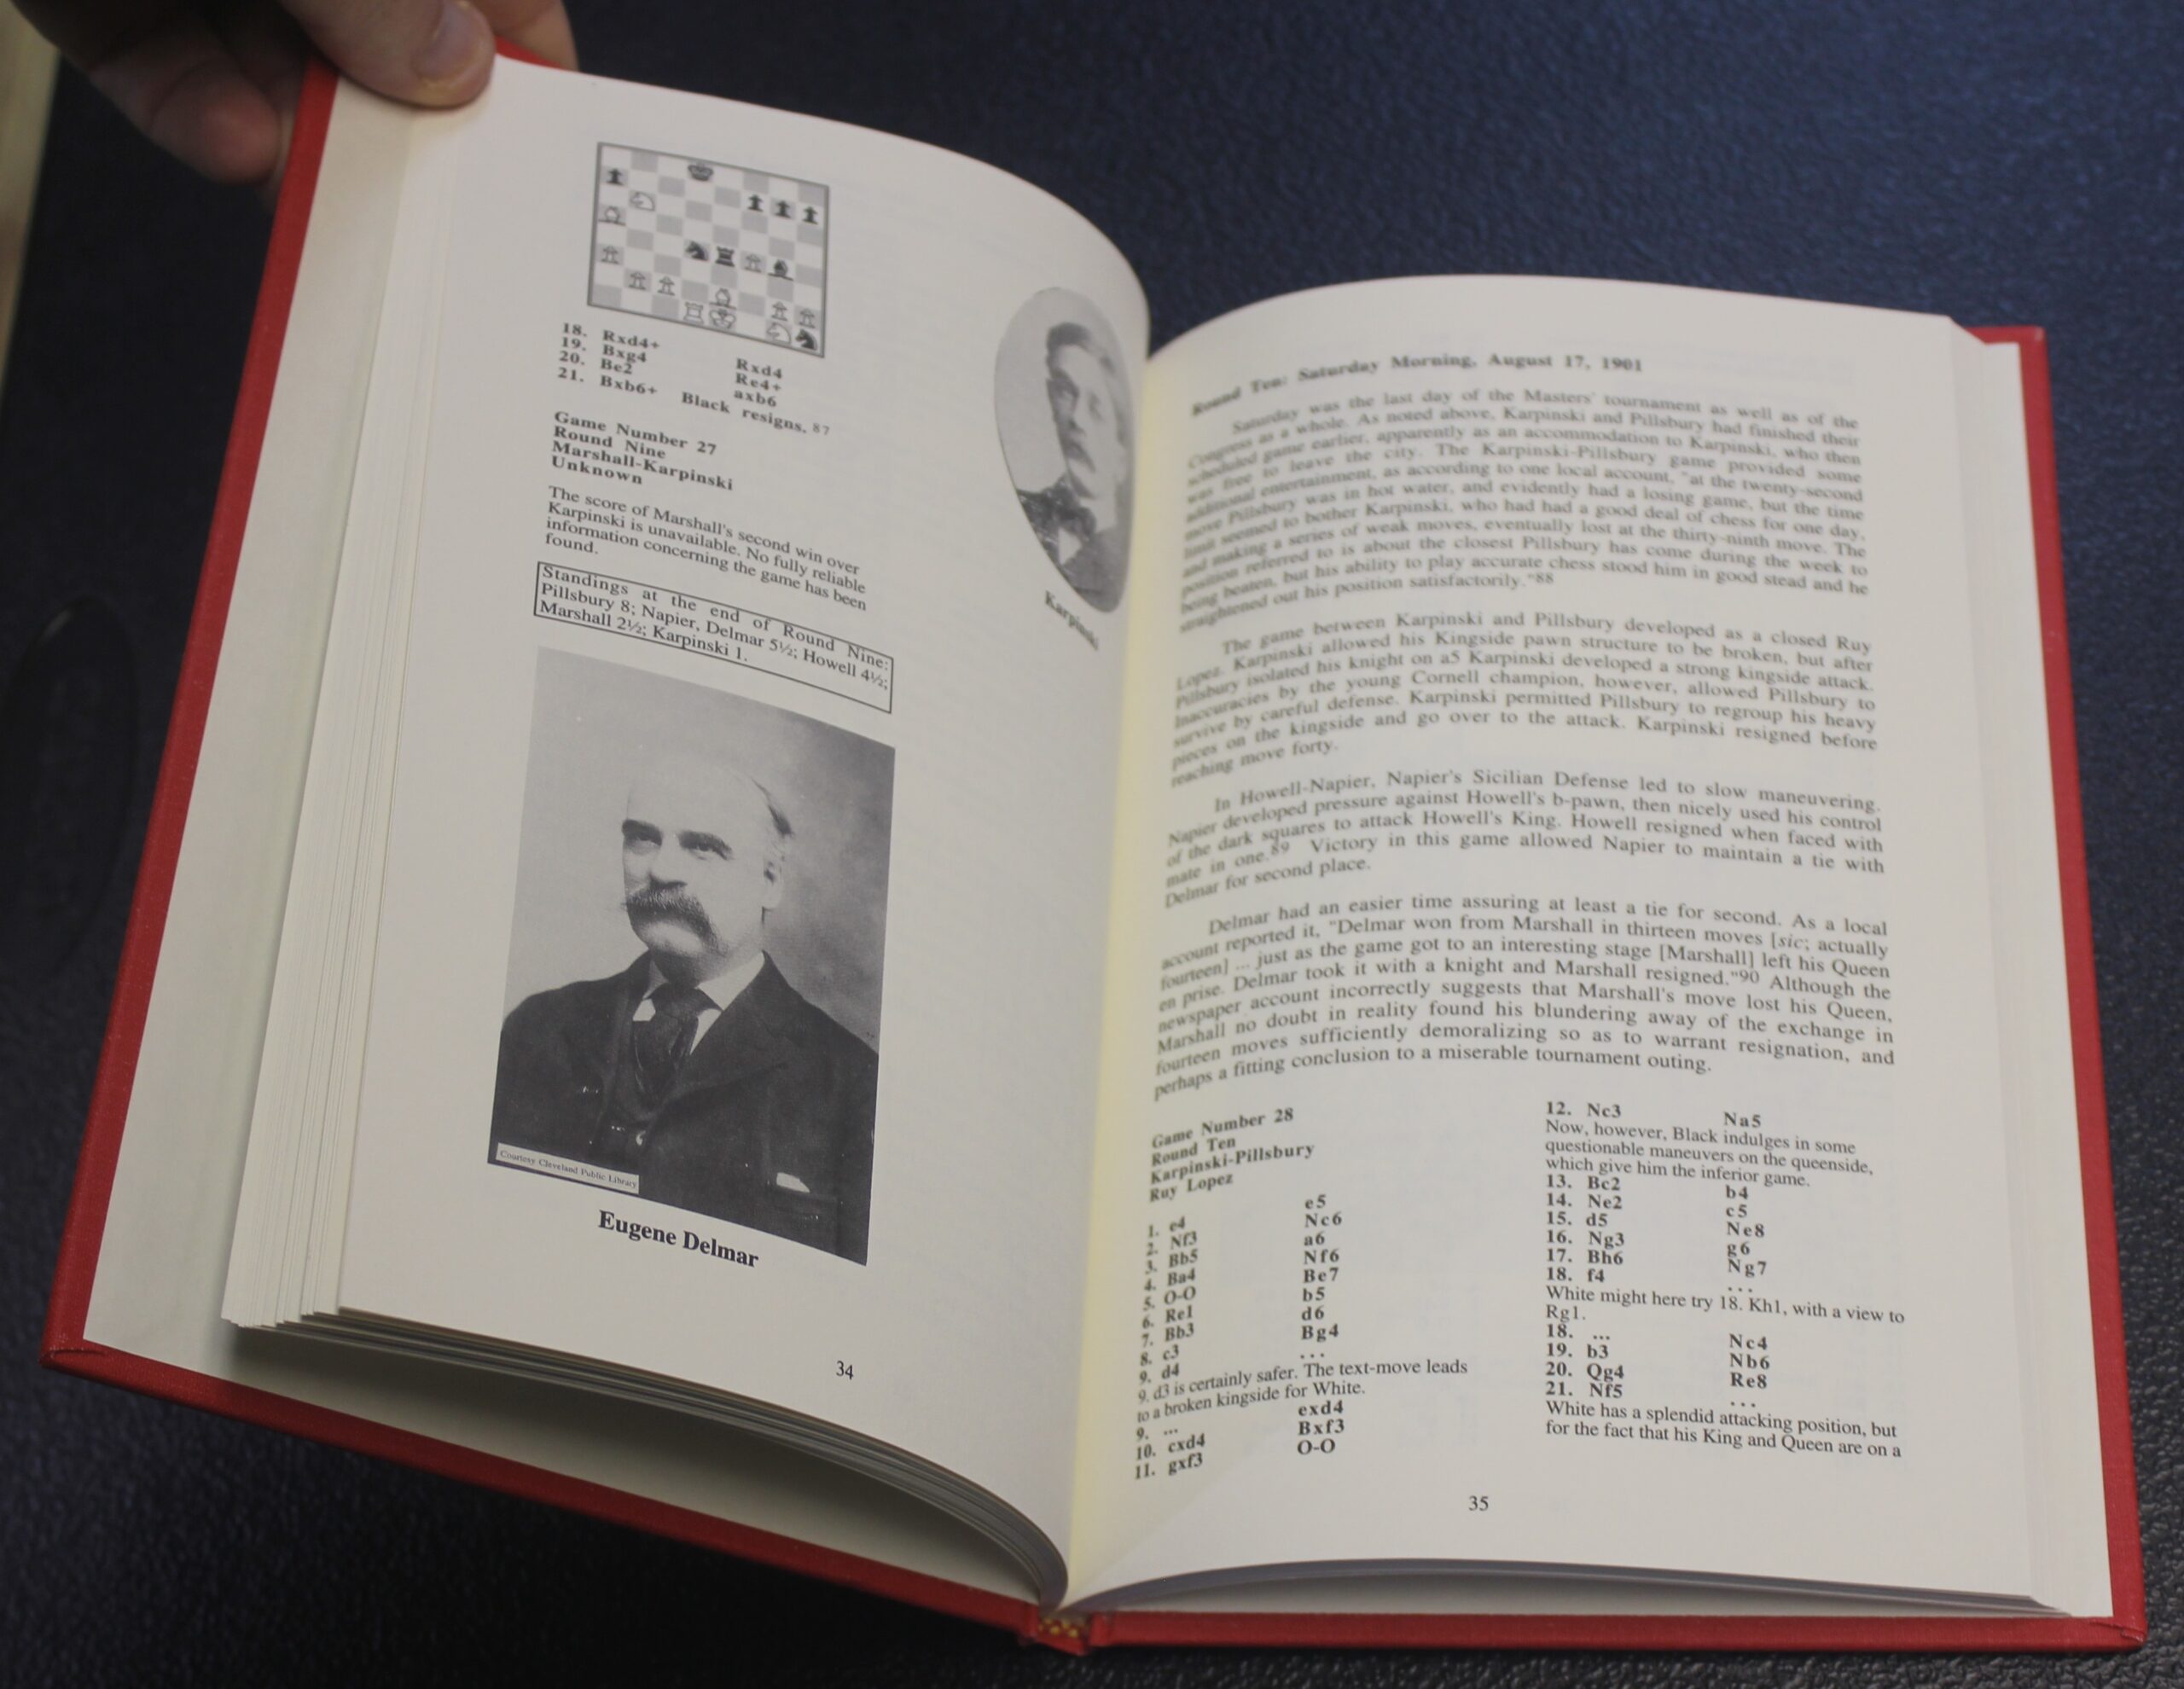 18. Rxd4+ Rxd4
19. Bxg4 Re4+
20. Be2 axb6
21. Bxb6+ Black resigns. 87
Game Number 27
Round Nine
Marshall-Karpinski
Unknown
The score of Marshall's second win over
Karpinski is unavailable. No fully reliable
information concerning the game has been
found.
Standings at the end of Round Nine:
Pillsbury 8; Napier, Delmar 5½; Howell 4½;
Marshall 2½; Karpinski 1.
Courtesy Cleveland Public Library
Eugene Delmar
Karpinski
34
Round Ten: Saturday Morning, August 17, 1901
Saturday was the last day of the Masters' tournament as well as of the
Congress as a whole. As noted above, Karpinski and Pillsbury had finished their
scheduled game earlier, apparently as an accommodation to Karpinski, who then
was free to leave the city. The Karpinski-Pillsbury game provided some
additional entertainment, as according to one local account, "at the twenty-second
move Pillsbury was in hot water, and evidently had a losing game, but the time
limit seemed to bother Karpinski, who had had a good deal of chess for one day,
and making a series of weak moves, eventually lost at the thirty-ninth move. The
position referred to is about the closest Pillsbury has come during the week to
being beaten, but his ability to play accurate chess stood him in good stead and he
straightened out his position satisfactorily."88
The game between Karpinski and Pillsbury developed as a closed Ruy
Lopez. Karpinski allowed his Kingside pawn structure to be broken, but after
Pillsbury isolated his knight on a5 Karpinski developed a strong kingside attack.
Inaccuracies by the young Cornell champion, however, allowed Pillsbury to
survive by careful defense. Karpinski permitted Pillsbury to regroup his heavy
pieces on the kingside and go over to the attack. Karpinski resigned before
reaching move forty.
In Howell-Napier, Napier's Sicilian Defense led to slow maneuvering.
Napier developed pressure against Howell's b-pawn, then nicely used his control
of the dark squares to attack Howell's King. Howell resigned when faced with
mate in one.89 Victory in this game allowed Napier to maintain a tie with
Delmar for second place.
Delmar had an easier time assuring at least a tie for second. As a local
account reported it, "Delmar won from Marshall in thirteen moves [sic; actually
fourteen] ... just as the game got to an interesting stage [Marshall] left his Queen
en prise. Delmar took it with a knight and Marshall resigned."90 Although the
newspaper account incorrectly suggests that Marshall's move lost his Queen,
Marshall no doubt in reality found his blundering away of the exchange in
fourteen moves sufficiently demoralizing so as to warrant resignation, and
perhaps a fitting conclusion to a miserable tournament outing.
Game Number 28
Round Ten
Karpinski-Pillsbury
Ruy Lopez
1. e4 e5
2. Nf3 Nc6
3. Bb5 a6
4. Ba4 Nf6
5. O-O Be7
6. Re1 b5
7. Bb3 d6
8. c3 Bg4
9. d4 ...
9. d3 is certainly safer. The text-move leads
to a broken kingside for White.
9. ... exd4
10. cxd4 Bxf3
11. gxf3 O-O
12. Nc3 Na5
Now, however, Black indulges in some
questionable maneuvers on the queenside,
which give him the inferior game.
13. Bc2 b4
14. Ne2 c5
15. d5 Ne8
16. Ng3 g6
17. Bh6 Ng7
18. f4 ...
White might here try 18. Kh1, with a view to
Rg1.
18. ... Nc4
19. b3 Nb6
20. Qg4 Re8
21. Nf5 ...
White has a splendid attacking position, but
for the fact that his King and Queen are on a
35